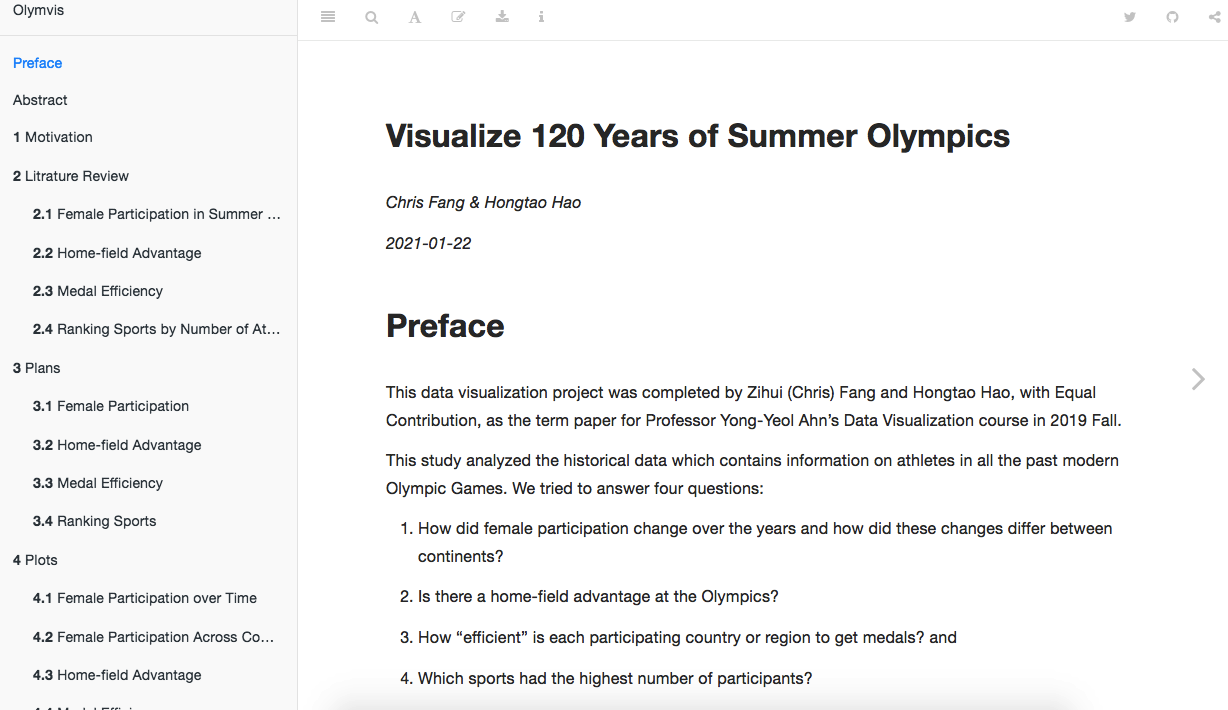 Olymvis
Preface
Abstract
1 Motivation
2 Litrature Review
2.1 Female Participation in Summer ...
2.2 Home-field Advantage
2.3 Medal Efficiency
2.4 Ranking Sports by Number of At...
3 Plans
3.1 Female Participation
3.2 Home-field Advantage
3.3 Medal Efficiency
3.4 Ranking Sports
4 Plots
4.1 Female Participation over Time
4.2 Female Participation Across Co...
4.3 Home-field Advantage
Visualize 120 Years of Summer Olympics
Chris Fang & Hongtao Hao
2021-01-22
Preface
This data visualization project was completed by Zihui (Chris) Fang and Hongtao Hao, with Equal
Contribution, as the term paper for Professor Yong-Yeol Ahn’s Data Visualization course in 2019 Fall.
This study analyzed the historical data which contains information on athletes in all the past modern
Olympic Games. We tried to answer four questions:
1. How did female participation change over the years and how did these changes differ between
continents?
2. Is there a home-field advantage at the Olympics?
3. How “efficient” is each participating country or region to get medals? and
4. Which sports had the highest number of participants?